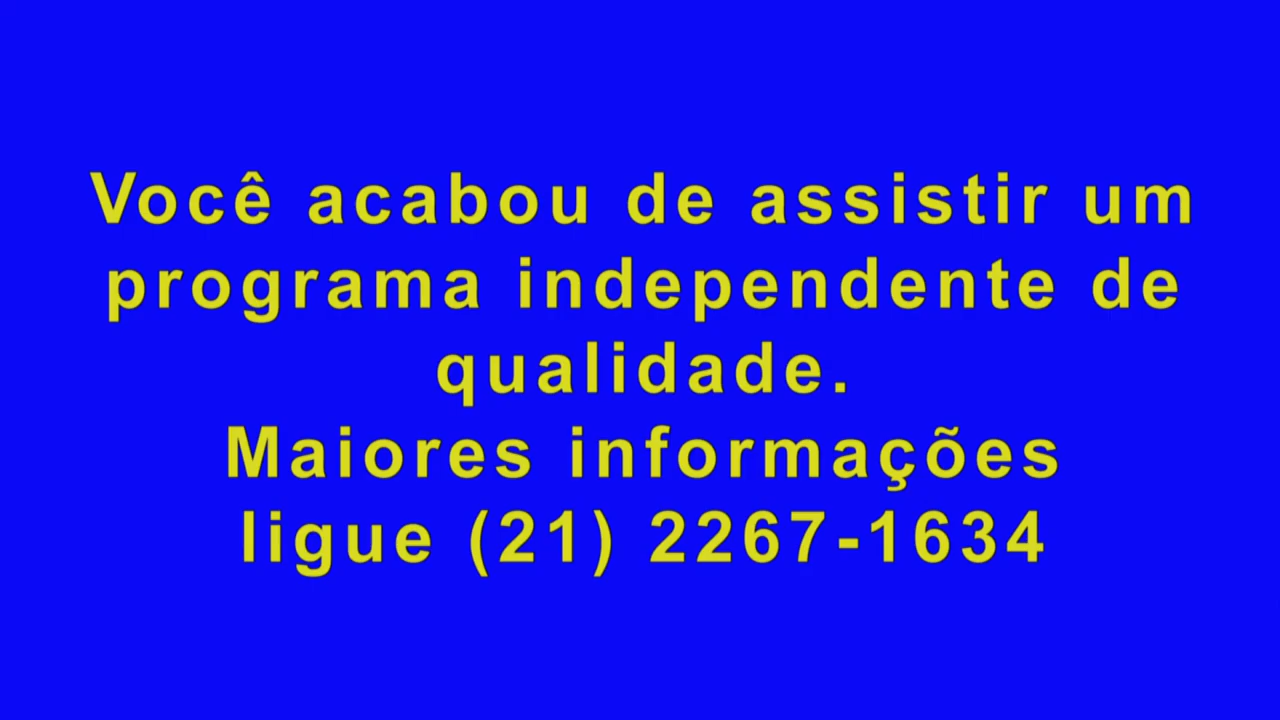 Você acabou de assistir um
programa independente de
qualidade.
Maiores informações
ligue (21) 2267-1634